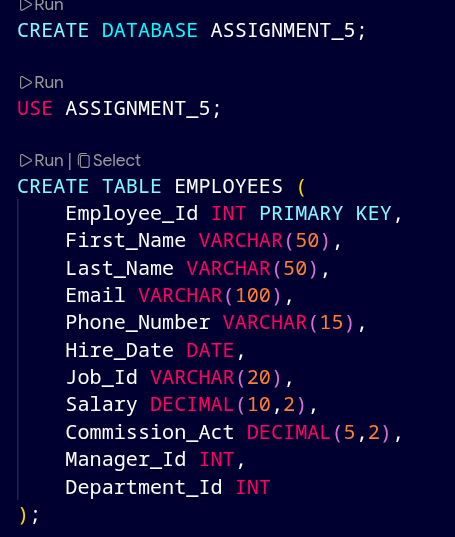 Run
CREATE DATABASE ASSIGNMENT_5;
Run
USE ASSIGNMENT_5;
Run | Select
CREATE TABLE EMPLOYEES (
    Employee_Id INT PRIMARY KEY,
    First_Name VARCHAR(50),
    Last_Name VARCHAR(50),
    Email VARCHAR(100),
    Phone_Number VARCHAR(15),
    Hire_Date DATE,
    Job_Id VARCHAR(20),
    Salary DECIMAL(10,2),
    Commission_Act DECIMAL(5,2),
    Manager_Id INT,
    Department_Id INT
);